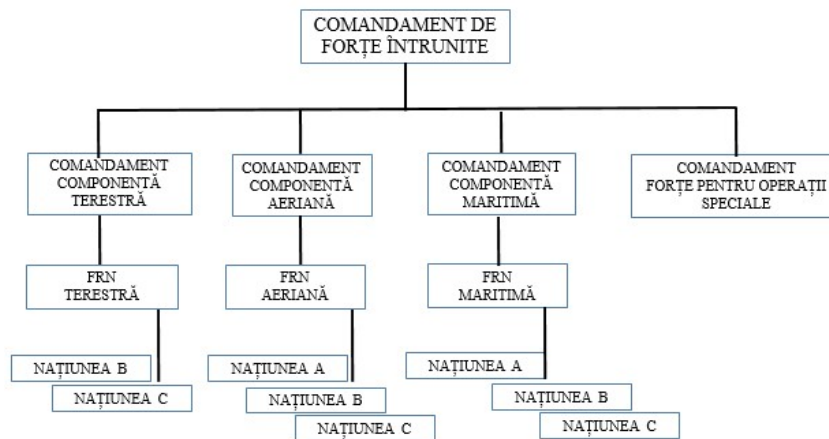 COMANDAMENT DE
FORȚE ÎNTRUNITE
COMANDAMENT
COMPONENTĂ
TERESTRĂ
COMANDAMENT
COMPONENTĂ
AERIANĂ
COMANDAMENT
COMPONENTĂ
MARITIMĂ
COMANDAMENT
FORȚE PENTRU OPERAȚII
SPECIALE
FRN
TERESTRĂ
FRN
AERIANĂ
FRN
MARITIMĂ
NAȚIUNEA B
NAȚIUNEA C
NAȚIUNEA A
NAȚIUNEA B
NAȚIUNEA C
NAȚIUNEA A
NAȚIUNEA B
NAȚIUNEA C